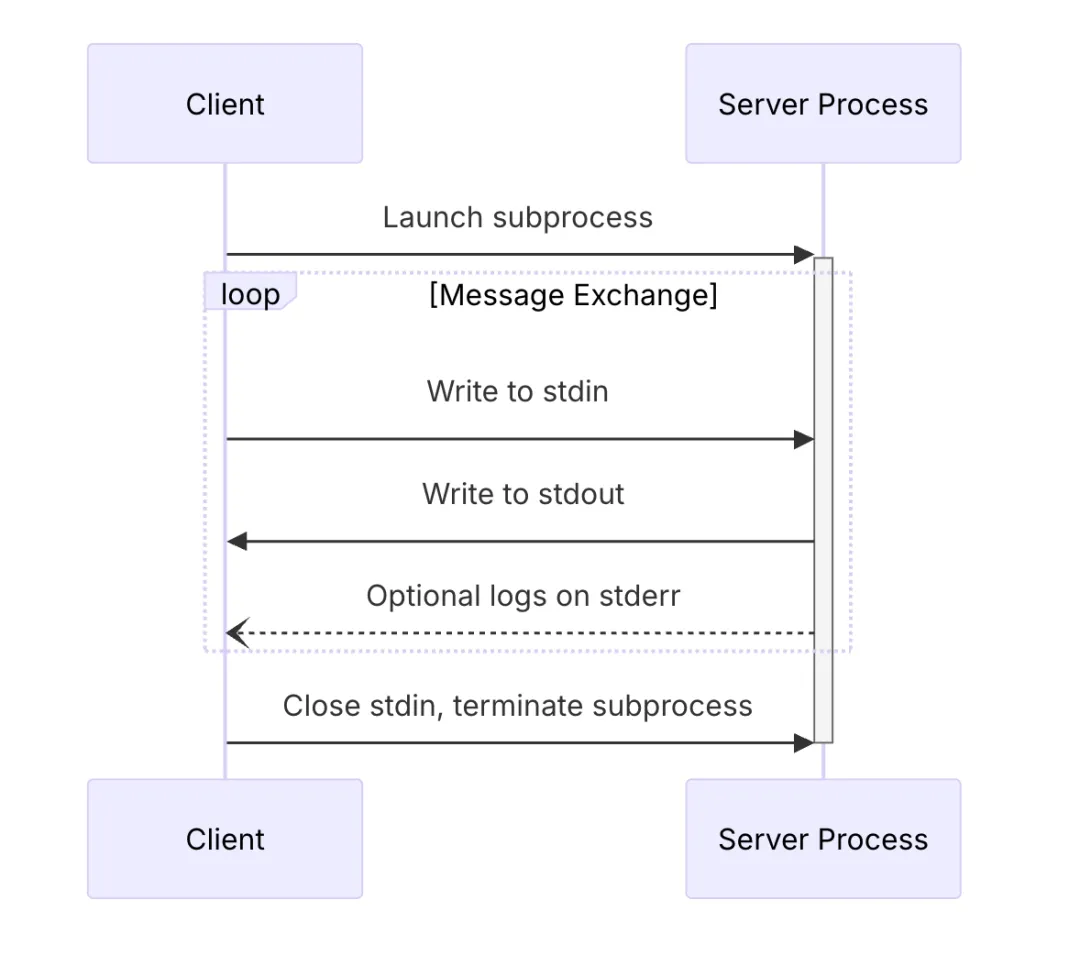 Client
Server Process
Launch subprocess
loop
[Message Exchange]
Write to stdin
Write to stdout
Optional logs on stderr
Close stdin, terminate subprocess
Client
Server Process